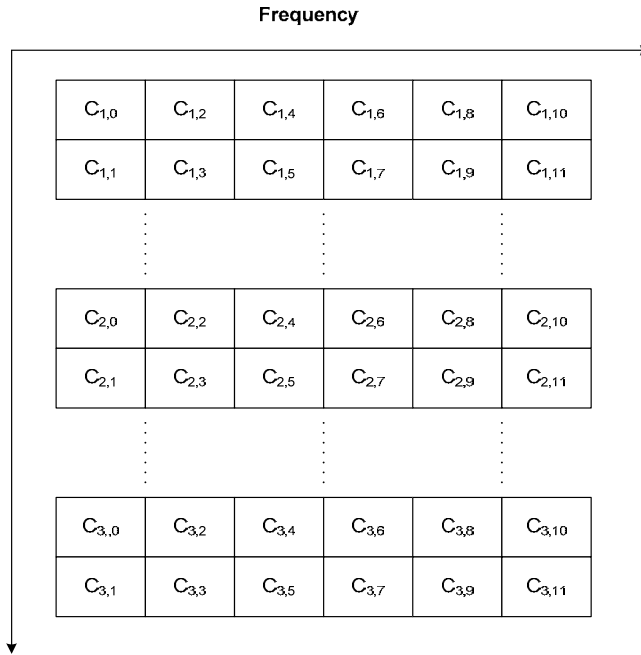 Frequency
C1,0 C1,2 C1,4 C1,6 C1,8 C1,10
C1,1 C1,3 C1,5 C1,7 C1,9 C1,11
C2,0 C2,2 C2,4 C2,6 C2,8 C2,10
C2,1 C2,3 C2,5 C2,7 C2,9 C2,11
C3,,0 C3,2 C3,4 C3,6 C3,8 C3,10
C3,1 C3,3 C3,5 C3,7 C3,9 C3,11